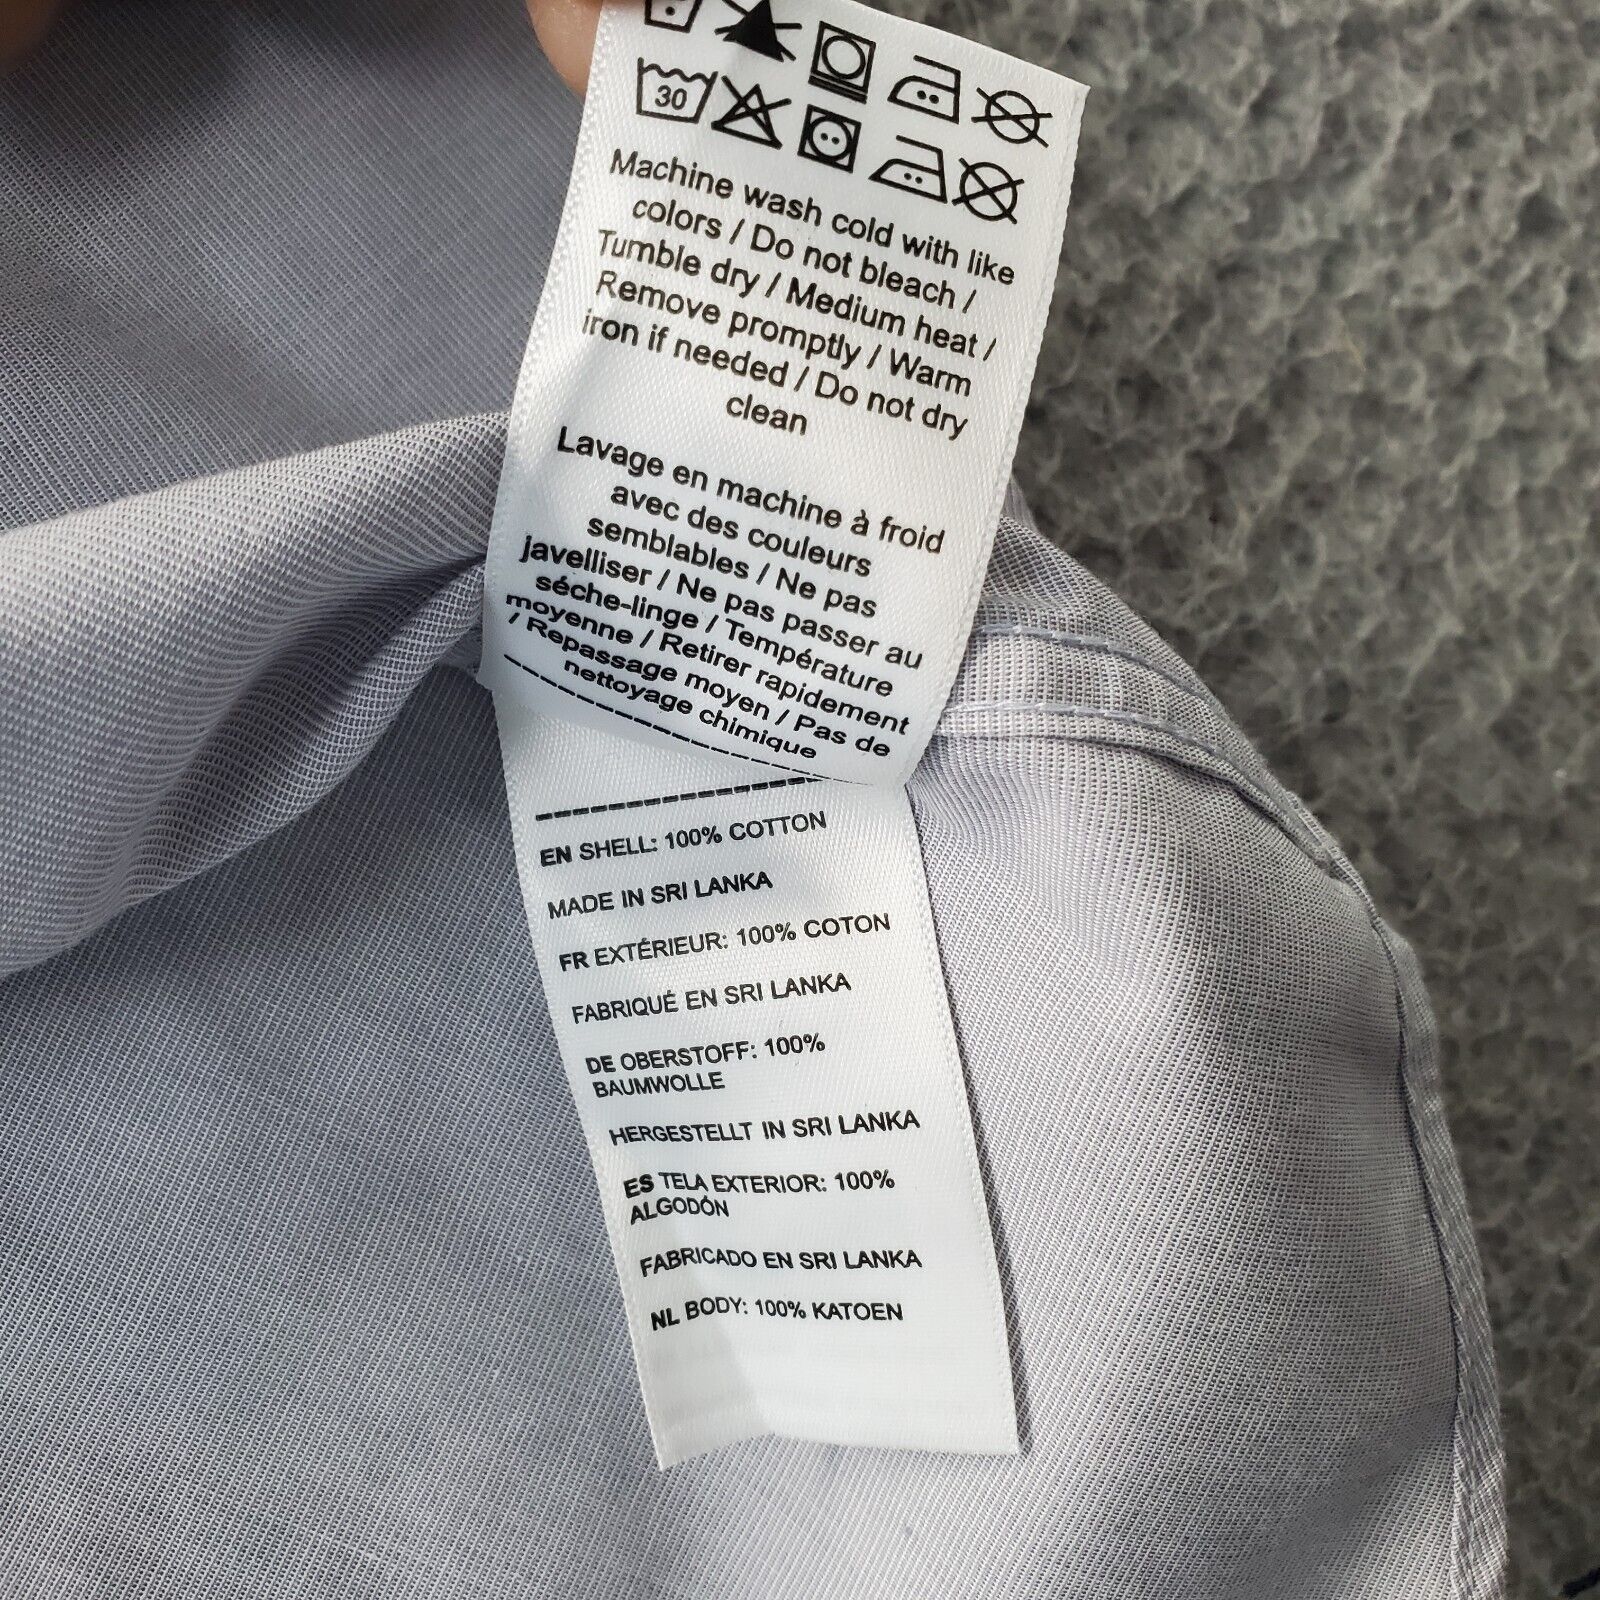 30
Machine wash cold with like
colors / Do not bleach /
Tumble dry / Medium heat /
Remove promptly / Warm
iron if needed / Do not dry
clean
Lavage en machine à froid
avec des couleurs
semblables / Ne pas
javelliser / Ne pas passer au
séche-linge / Température
moyenne / Retirer rapidement
/ Repassage moyen / Pas de
nettoyage chimique
EN SHELL: 100% COTTON
MADE IN SRI LANKA
FR EXTÉRIEUR: 100% COTON
FABRIQUÉ EN SRI LANKA
DE OBERSTOFF: 100%
BAUMWOLLE
HERGESTELLT IN SRI LANKA
ES TELA EXTERIOR: 100%
ALGODÓN
FABRICADO EN SRI LANKA
NL BODY: 100% KATOEN